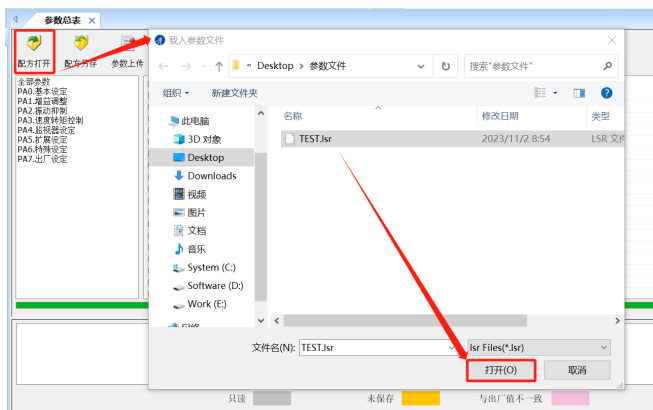 参数总表 ×
配方打开 配方另存 参数上传
全部参数
PA0.基本设定
PA1.增益调整
PA2.振动抑制
PA3.速度转矩控制
PA4.监视器设定
PA5.扩展设定
PA6.特殊设定
PA7.出厂设定
载入参数文件
« Desktop > 参数文件
搜索"参数文件"
组织 新建文件夹
此电脑
3D 对象
Desktop
Downloads
视频
图片
文档
音乐
System (C:)
Software (D:)
Work (E:)
网络
名称 修改日期 类型
TEST.lsr 2023/11/2 8:54 LSR 文件
文件名(N): TEST.lsr lsr Files(*.lsr)
打开(O) 取消
只读 未保存 与出厂值不一致